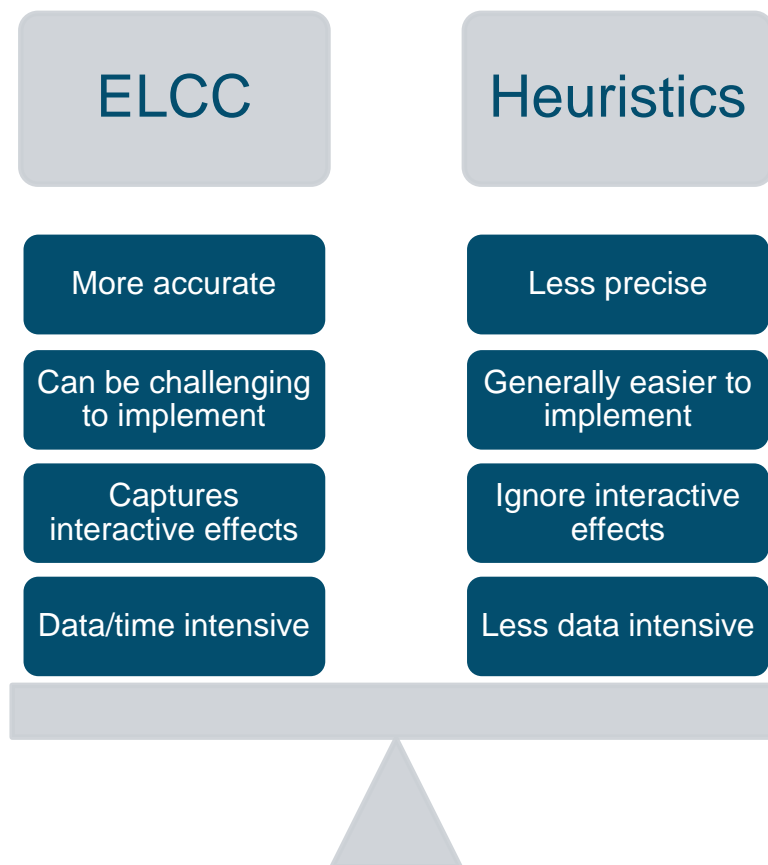 ELCC
Heuristics
More accurate
Can be challenging
to implement
Captures
interactive effects
Data/time intensive
Less precise
Generally easier to
implement
Ignore interactive
effects
Less data intensive